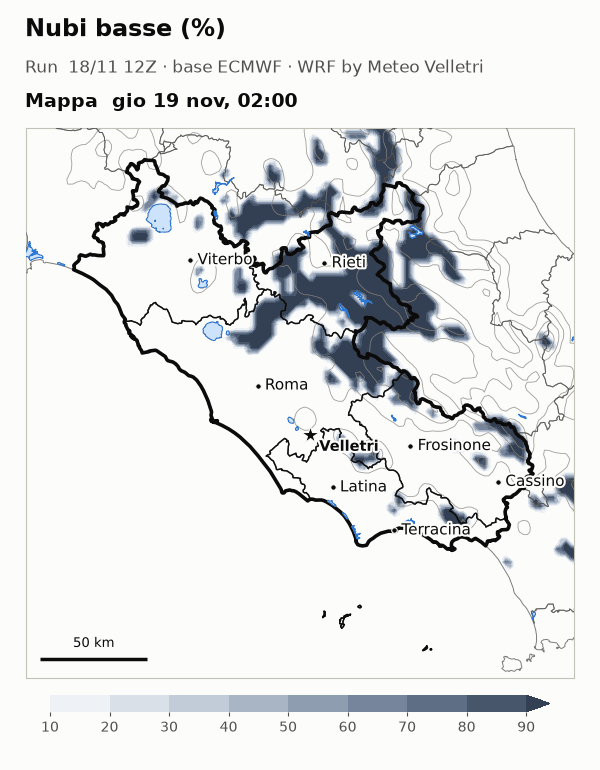 Nubi basse (%)
Run 18/11 12Z · base ECMWF · WRF by Meteo Velletri
Mappa gio 19 nov, 02:00
Viterbo
Rieti
Roma
Velletri
Frosinone
Latina
Cassino
Terracina
50 km
10 20 30 40 50 60 70 80 90